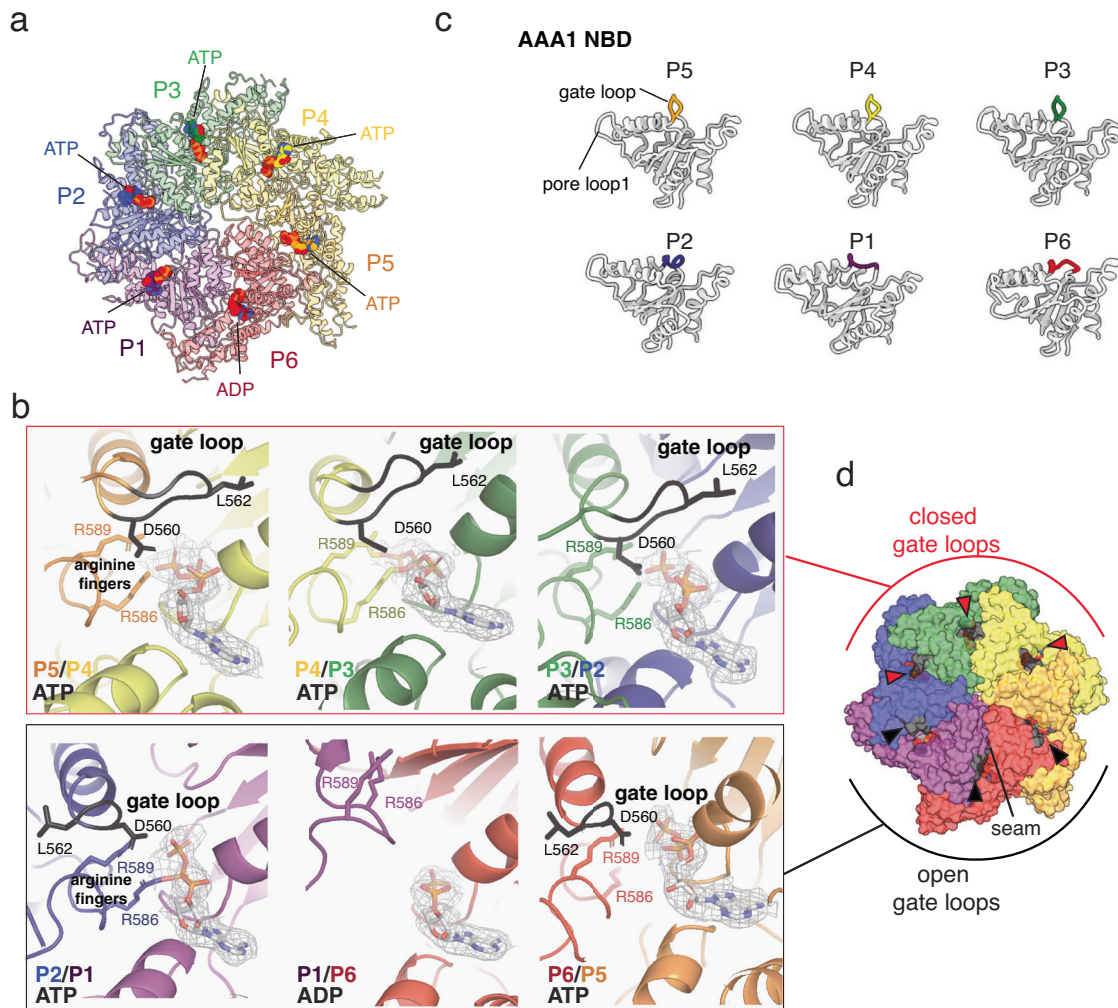 a
ATP
P3
P4
ATP
ATP
P2
P5
ATP
ATP
P1
P6
ADP
c
AAA1 NBD
P5
P4
P3
gate loop
pore loop1
P2
P1
P6
b
gate loop
L562
D560
R589
arginine
fingers
R586
P5/P4
ATP
gate loop
L562
D560
R589
R586
P4/P3
ATP
gate loop
L562
D560
R589
R586
P3/P2
ATP
gate loop
D560
L562
R589
arginine
fingers
R586
P2/P1
ATP
R589
R586
P1/P6
ADP
gate loop
D560
L562
R589
R586
P6/P5
ATP
d
closed
gate loops
seam
open
gate loops